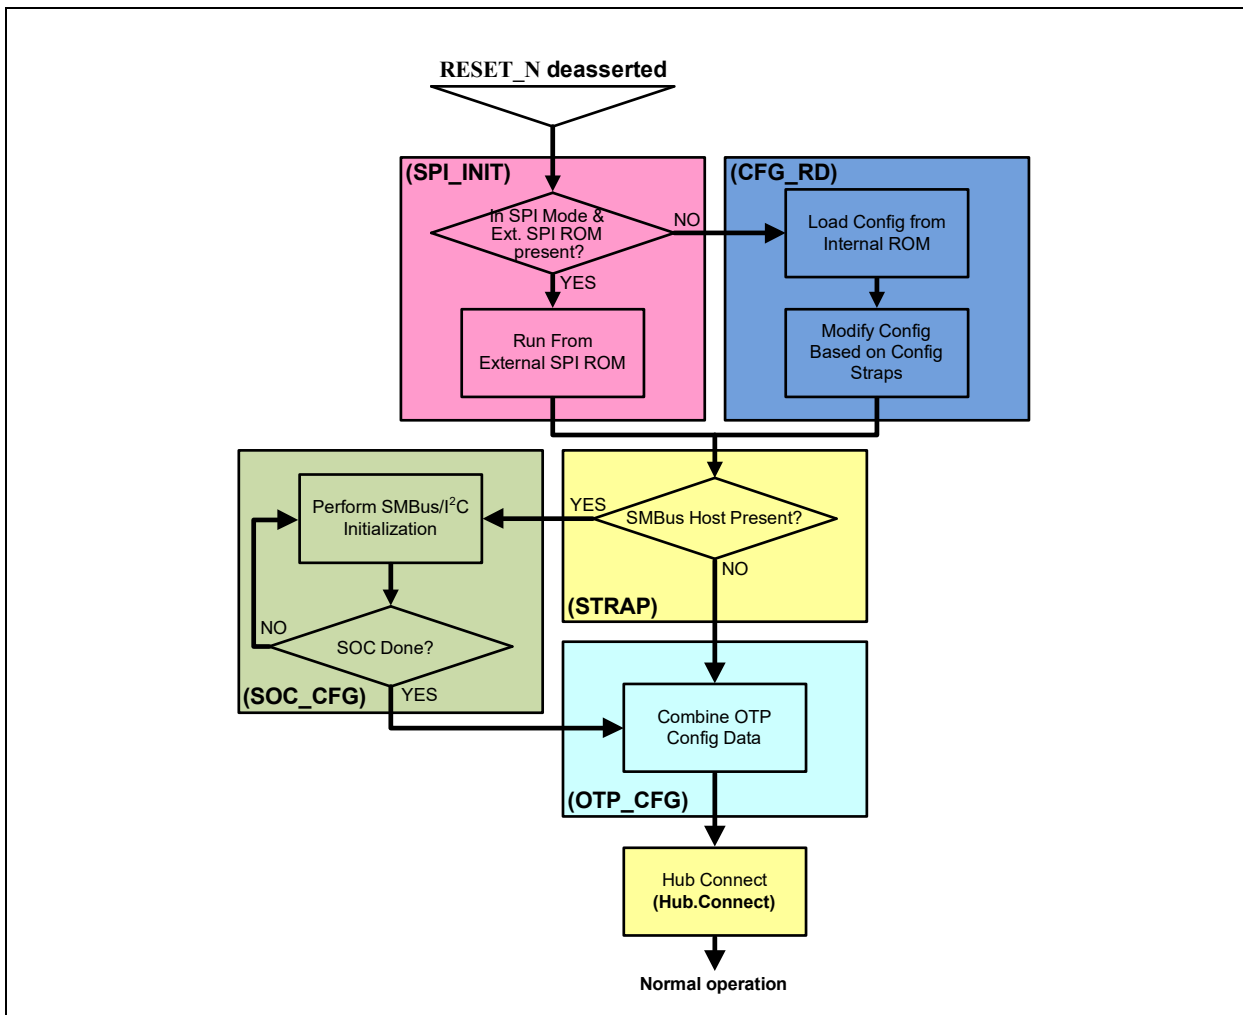 RESET_N deasserted
(SPI_INIT)
In SPI Mode &
Ext. SPI ROM
present?
NO
YES
Run From
External SPI ROM
(CFG_RD)
Load Config from
Internal ROM
Modify Config
Based on Config
Straps
SMBus Host Present?
YES
NO
(STRAP)
Perform SMBus/I²C
Initialization
SOC Done?
NO
YES
(SOC_CFG)
Combine OTP
Config Data
(OTP_CFG)
Hub Connect
(Hub.Connect)
Normal operation